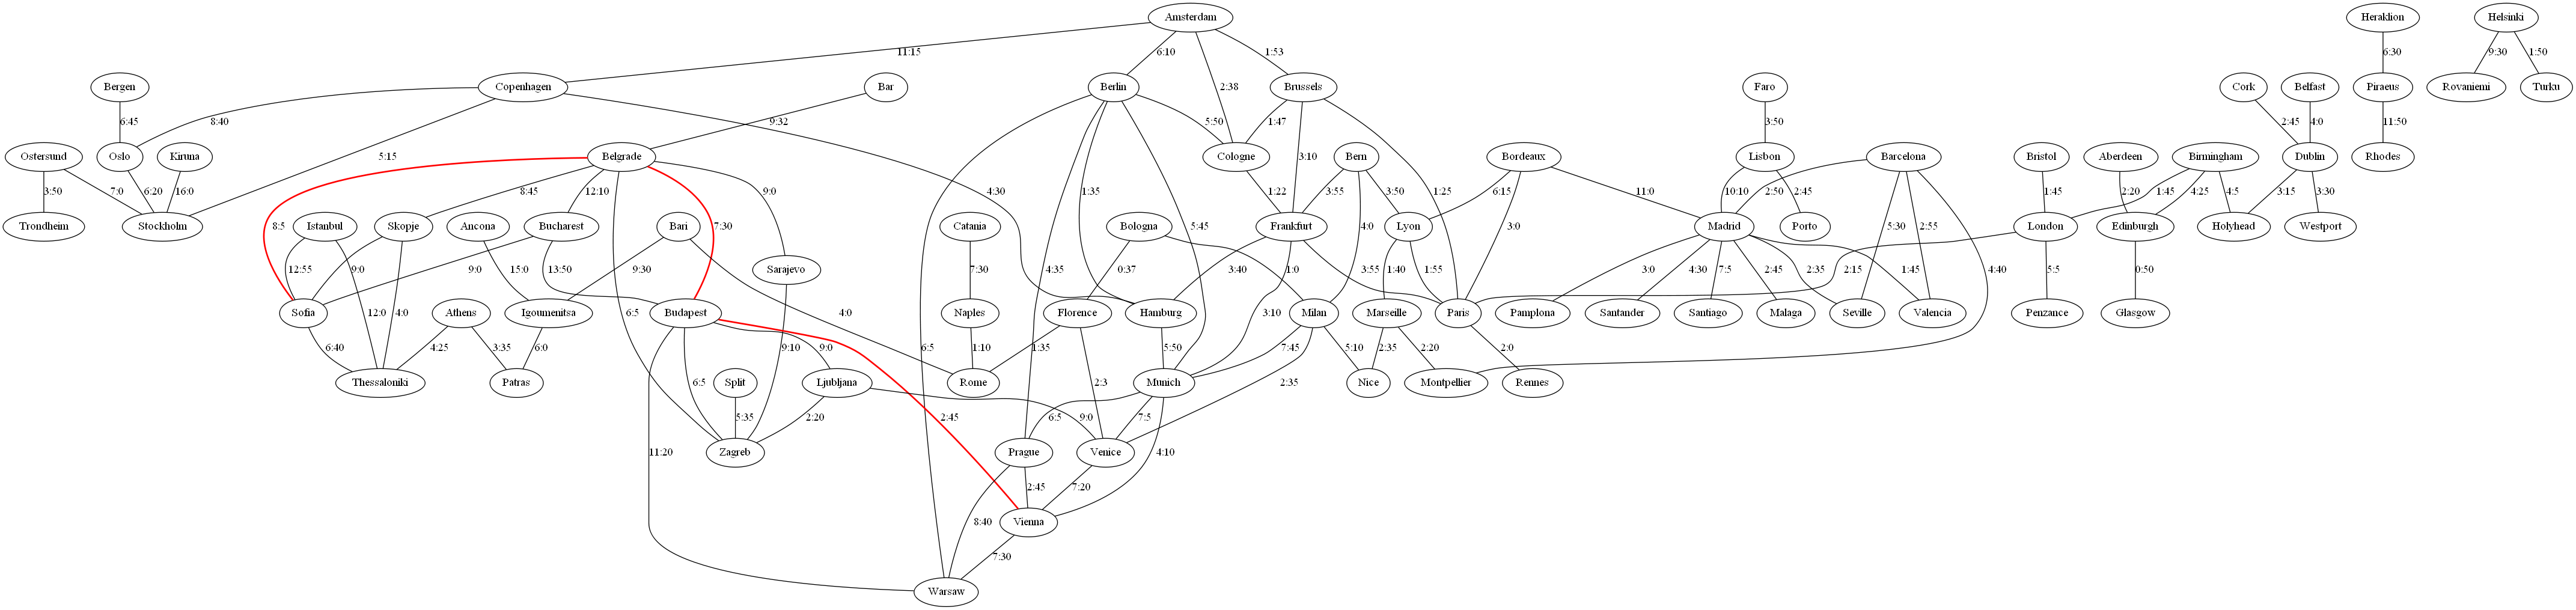 Amsterdam
Heraklion
Helsinki
11:15
6:10
1:53
6:30
9:30
1:50
Bergen
Copenhagen
Bar
Berlin
Brussels
Faro
Cork
Belfast
Piraeus
Rovaniemi
Turku
2:38
6:45
8:40
9:32
5:50
1:47
3:50
2:45
4:0
11:50
Ostersund
Oslo
Kiruna
5:15
Belgrade
Cologne
3:10
Bern
Bordeaux
Lisbon
Barcelona
Bristol
Aberdeen
Birmingham
Dublin
Rhodes
3:50
7:0
6:20
16:0
8:45
12:10
9:0
4:30
1:35
1:22
3:55
3:50
1:25
6:15
11:0
10:10
2:45
2:50
1:45
2:20
1:45
4:25
4:5
3:15
3:30
Trondheim
Stockholm
8:5
Istanbul
Skopje
Ancona
Bucharest
Bari
7:30
Catania
Bologna
5:45
Frankfurt
4:0
Lyon
3:0
Madrid
Porto
5:30
2:55
London
Edinburgh
Holyhead
Westport
12:55
9:0
15:0
9:0
13:50
9:30
Sarajevo
7:30
4:35
0:37
3:40
1:0
3:55
1:40
1:55
3:0
4:30
7:5
2:45
2:35
1:45
2:15
4:40
5:5
0:50
Sofia
12:0
4:0
Athens
Igoumenitsa
6:5
Budapest
4:0
Naples
Florence
Hamburg
3:10
Milan
Marseille
Paris
Pamplona
Santander
Santiago
Malaga
Seville
Valencia
Penzance
Glasgow
6:40
4:25
3:35
6:0
9:10
9:0
6:5
1:10
1:35
5:50
7:45
5:10
2:35
2:20
2:0
Thessaloniki
Patras
6:5
Split
Ljubljana
Rome
2:3
Munich
2:35
Nice
Montpellier
Rennes
5:35
2:20
2:45
6:5
9:0
7:5
11:20
Zagreb
Prague
Venice
4:10
2:45
7:20
8:40
Vienna
7:30
Warsaw